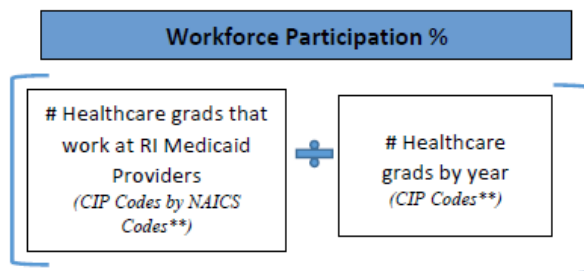 Workforce Participation %
# Healthcare grads that
work at RI Medicaid
Providers
(CIP Codes by NAICS
Codes**)
÷
# Healthcare
grads by year
(CIP Codes**)